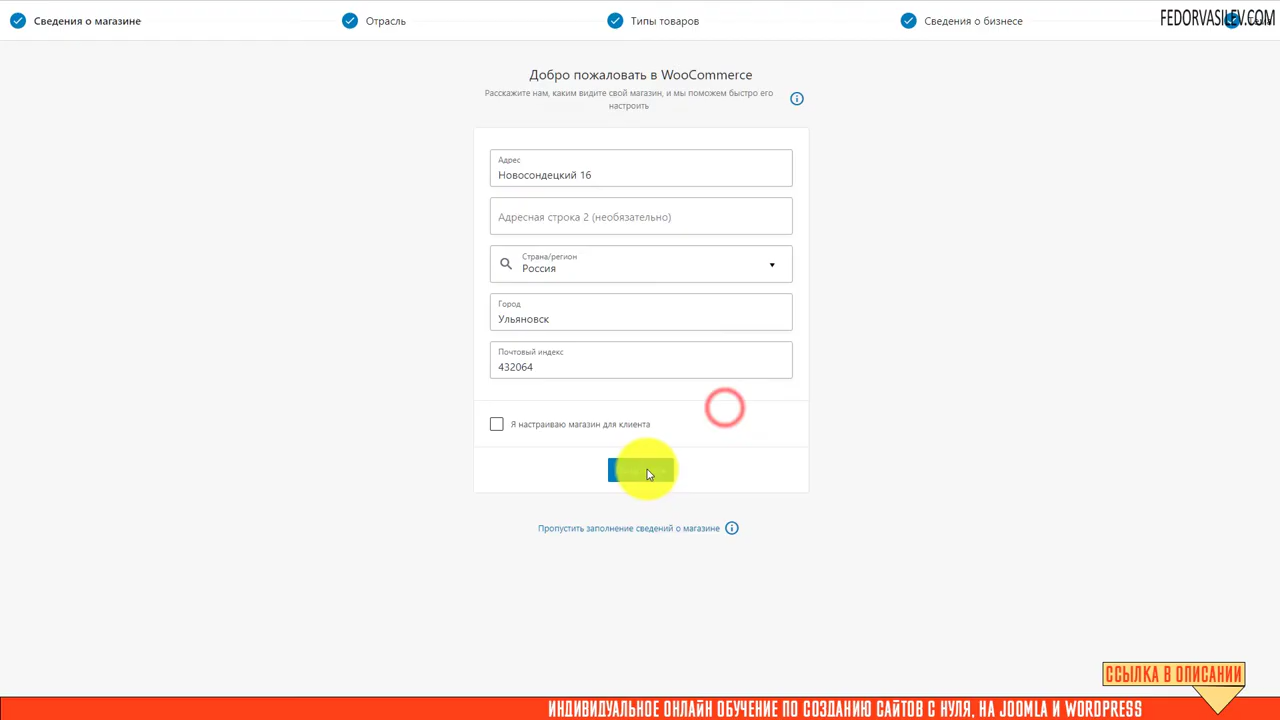 Сведения о магазине
Отрасль
Типы товаров
Сведения о бизнесе
FEDORVASILEV.COM
Добро пожаловать в WooCommerce
Расскажите нам, каким видите свой магазин, и мы поможем быстро его
настроить
Адрес
Новосондецкий 16
Адресная строка 2 (необязательно)
Страна/регион
Россия
Город
Ульяновск
Почтовый индекс
432064
Я настраиваю магазин для клиента
Пропустить заполнение сведений о магазине
ССЫЛКА В ОПИСАНИИ
ИНДИВИДУАЛЬНОЕ ОНЛАЙН ОБУЧЕНИЕ ПО СОЗДАНИЮ САЙТОВ С НУЛЯ, НА JOOMLA И WORDPRESS